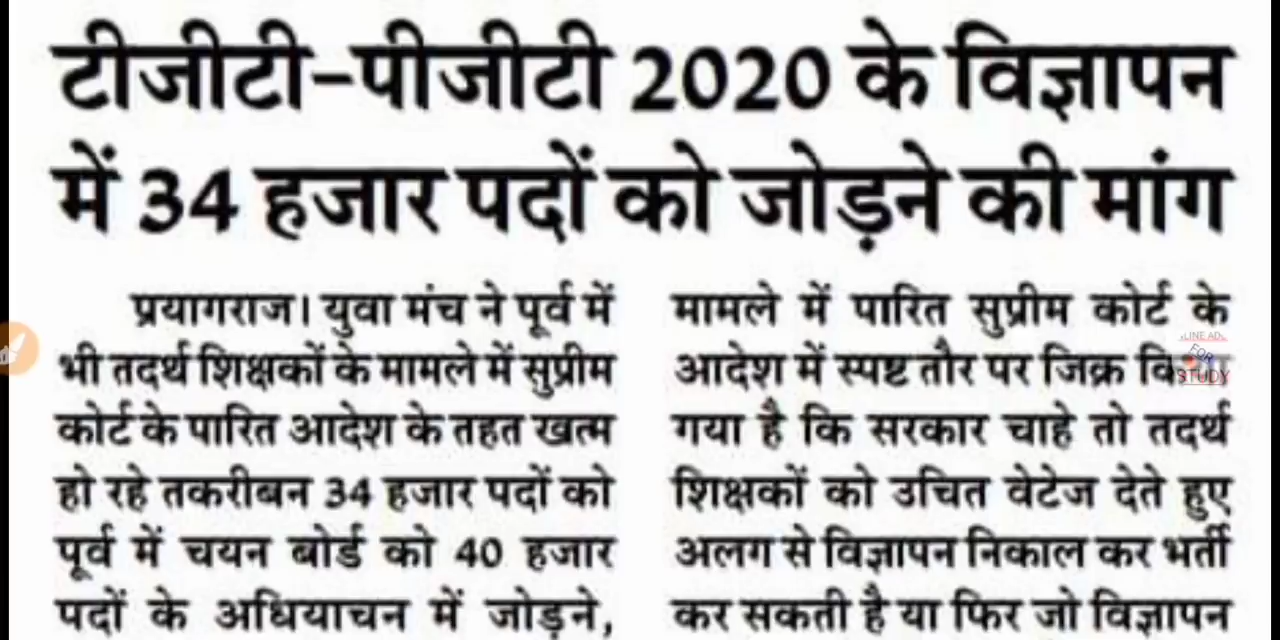 टीजीटी-पीजीटी 2020 के विज्ञापन
में 34 हजार पदों को जोड़ने की मांग
प्रयागराज। युवा मंच ने पूर्व में
भी तदर्थ शिक्षकों के मामले में सुप्रीम
कोर्ट के पारित आदेश के तहत खत्म
हो रहे तकरीबन 34 हजार पदों को
पूर्व में चयन बोर्ड को 40 हजार
पदों के अधियाचन में जोड़ने,
मामले में पारित सुप्रीम कोर्ट के
आदेश में स्पष्ट तौर पर जिक्र
गया है कि सरकार चाहे तो तदर्थ
शिक्षकों को उचित वेटेज देते हुए
अलग से विज्ञापन निकाल कर भर्ती
कर सकती है या फिर जो विज्ञापन
FOR
STUDY